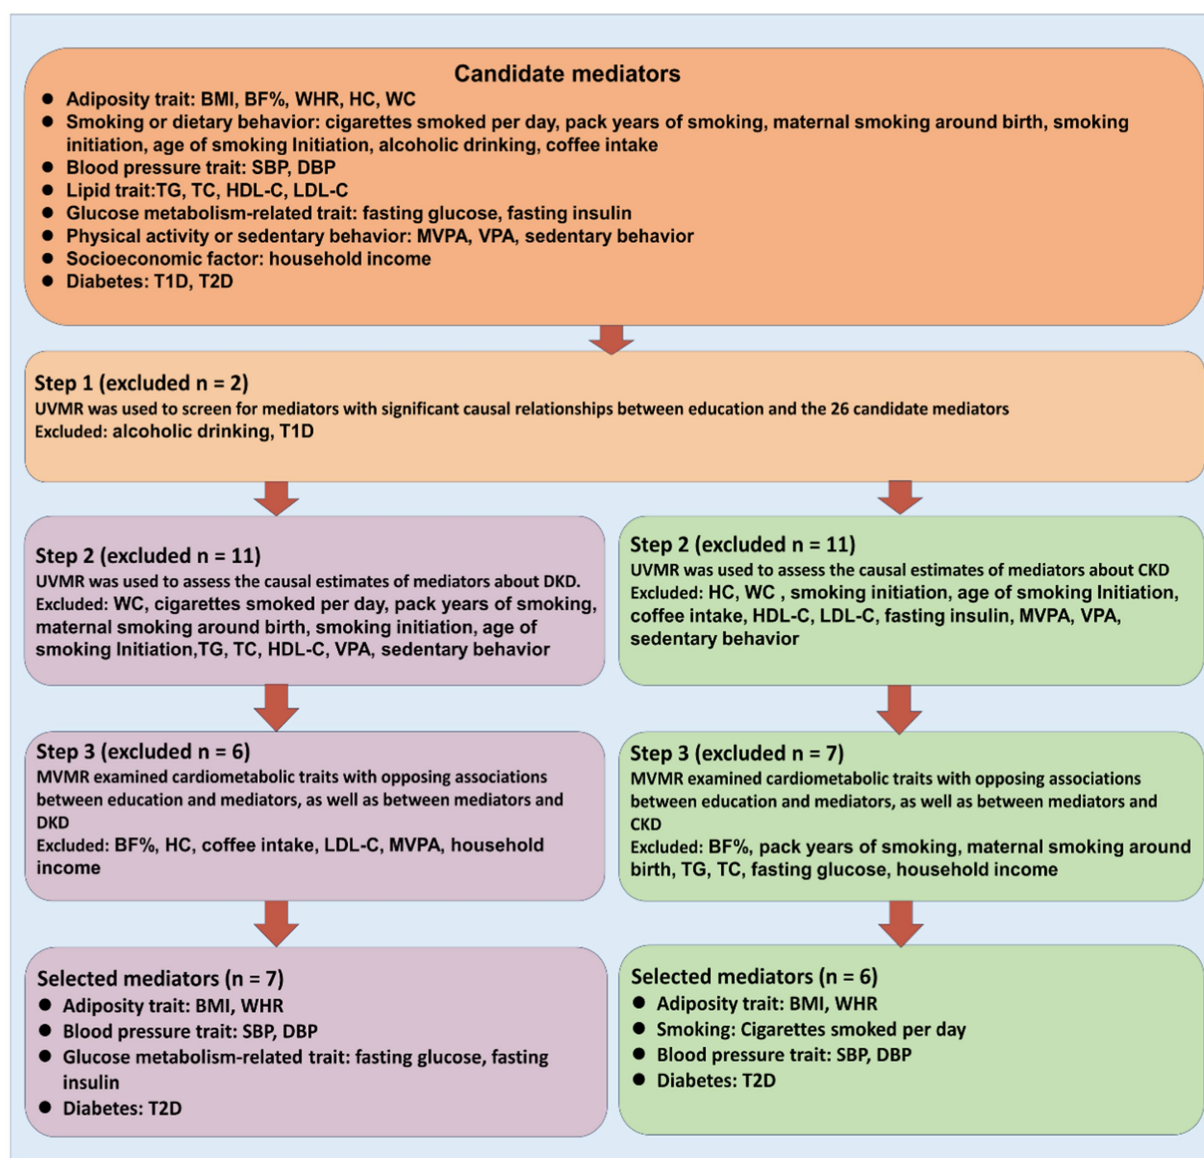 Candidate mediators
● Adiposity trait: BMI, BF%, WHR, HC, WC
● Smoking or dietary behavior: cigarettes smoked per day, pack years of smoking, maternal smoking around birth, smoking
initiation, age of smoking Initiation, alcoholic drinking, coffee intake
● Blood pressure trait: SBP, DBP
● Lipid trait:TG, TC, HDL-C, LDL-C
● Glucose metabolism-related trait: fasting glucose, fasting insulin
● Physical activity or sedentary behavior: MVPA, VPA, sedentary behavior
● Socioeconomic factor: household income
● Diabetes: T1D, T2D
Step 1 (excluded n = 2)
UVMR was used to screen for mediators with significant causal relationships between education and the 26 candidate mediators
Excluded: alcoholic drinking, T1D
Step 2 (excluded n = 11)
UVMR was used to assess the causal estimates of mediators about DKD.
Excluded: WC, cigarettes smoked per day, pack years of smoking,
maternal smoking around birth, smoking initiation, age of
smoking Initiation,TG, TC, HDL-C, VPA, sedentary behavior
Step 2 (excluded n = 11)
UVMR was used to assess the causal estimates of mediators about CKD
Excluded: HC, WC , smoking initiation, age of smoking Initiation,
coffee intake, HDL-C, LDL-C, fasting insulin, MVPA, VPA,
sedentary behavior
Step 3 (excluded n = 6)
MVMR examined cardiometabolic traits with opposing associations
between education and mediators, as well as between mediators and
DKD
Excluded: BF%, HC, coffee intake, LDL-C, MVPA, household
income
Step 3 (excluded n = 7)
MVMR examined cardiometabolic traits with opposing associations
between education and mediators, as well as between mediators and
CKD
Excluded: BF%, pack years of smoking, maternal smoking around
birth, TG, TC, fasting glucose, household income
Selected mediators (n = 7)
● Adiposity trait: BMI, WHR
● Blood pressure trait: SBP, DBP
● Glucose metabolism-related trait: fasting glucose, fasting
insulin
● Diabetes: T2D
Selected mediators (n = 6)
● Adiposity trait: BMI, WHR
● Smoking: Cigarettes smoked per day
● Blood pressure trait: SBP, DBP
● Diabetes: T2D